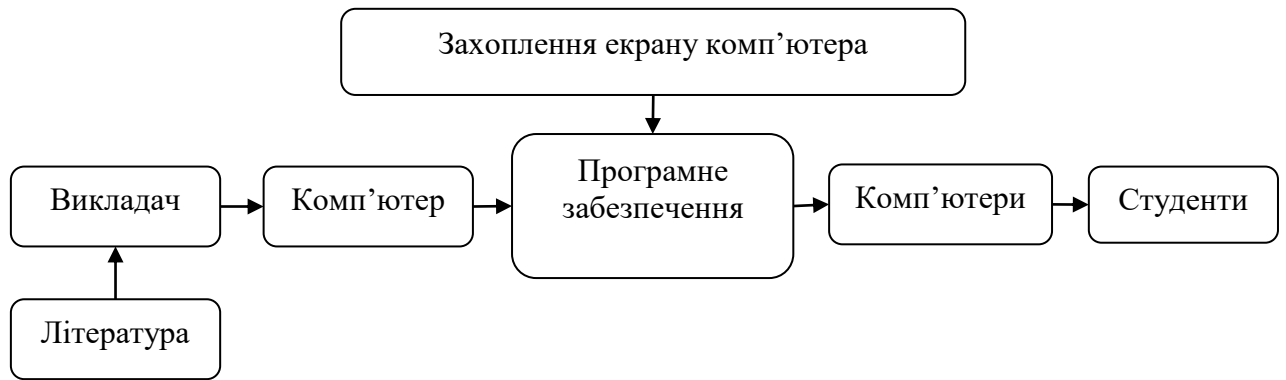 Захоплення екрану комп’ютера
Програмне
забезпечення
Викладач
Комп’ютер
Комп’ютери
Студенти
Література